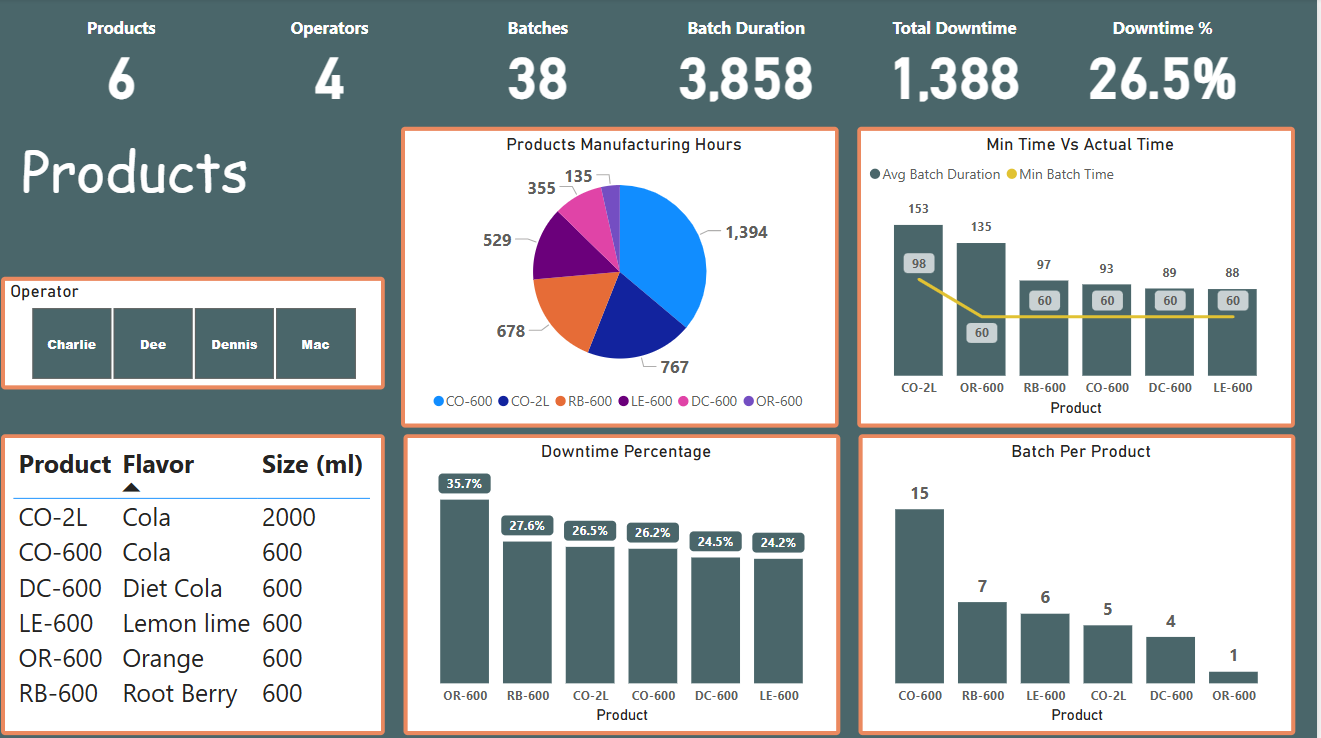 Products Operators Batches Batch Duration Total Downtime Downtime %
6 4 38 3,858 1,388 26.5%
Products
Operator
Charlie Dee Dennis Mac
Product Flavor Size (ml)
CO-2L Cola 2000
CO-600 Cola 600
DC-600 Diet Cola 600
LE-600 Lemon lime 600
OR-600 Orange 600
RB-600 Root Berry 600
Products Manufacturing Hours
135
355
1,394
529
678
767
CO-600 CO-2L RB-600 LE-600 DC-600 OR-600
Min Time Vs Actual Time
Avg Batch Duration Min Batch Time
153
135
97 93 89 88
98
60 60 60 60
60
CO-2L OR-600 RB-600 CO-600 DC-600 LE-600
Product
Downtime Percentage
35.7%
27.6% 26.5% 26.2% 24.5% 24.2%
OR-600 RB-600 CO-2L CO-600 DC-600 LE-600
Product
Batch Per Product
15
7
6
5
4
1
CO-600 RB-600 LE-600 CO-2L DC-600 OR-600
Product